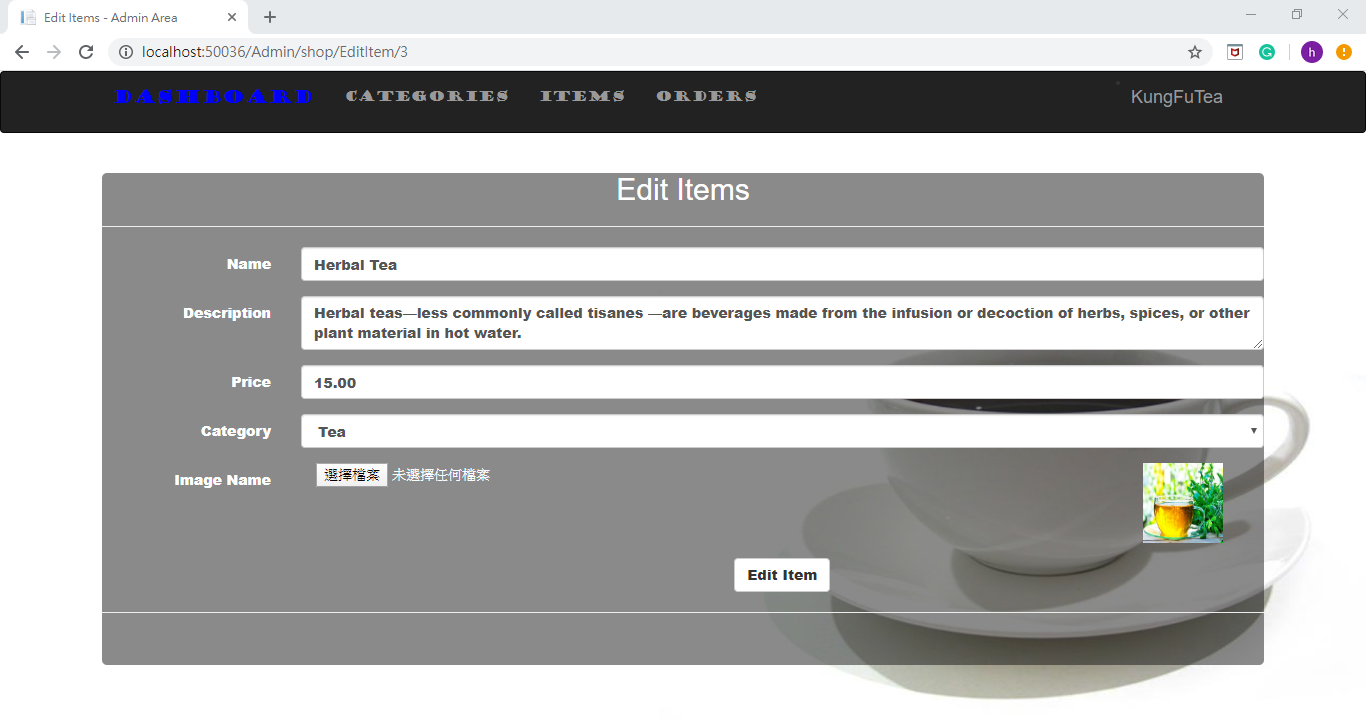 Edit Items - Admin Area
localhost:50036/Admin/shop/EditItem/3
h
DASHBOARD CATEGORIES ITEMS ORDERS KungFuTea
Edit Items
Name Herbal Tea
Description Herbal teas—less commonly called tisanes —are beverages made from the infusion or decoction of herbs, spices, or other
plant material in hot water.
Price 15.00
Category Tea
Image Name 選擇檔案 未選擇任何檔案
Edit Item